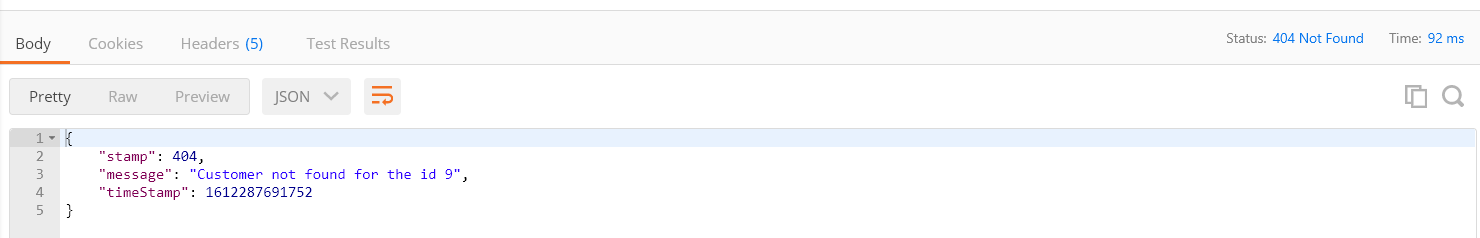 Body Cookies Headers (5) Test Results Status: 404 Not Found Time: 92 ms
Pretty Raw Preview JSON
1 {
2 "stamp": 404,
3 "message": "Customer not found for the id 9",
4 "timeStamp": 1612287691752
5 }